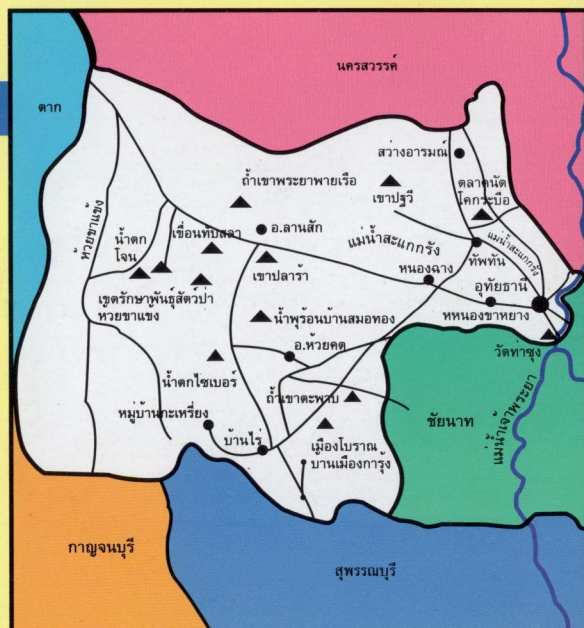 นครสวรรค์
ตาก
สว่างอารมณ์
ถ้ำเขาพระยาพายเรือ
เขาปฐวี
ตลาดนัด
โคกระบือ
ห้วยขาแข้ง
น้ำตก
โจน
เขื่อนทับสลา
อ.ลานสัก
แม่น้ำสะแกกรัง
แม่น้ำสะแกกรัง
ทัพทัน
เขาปลาร้า
หนองฉาง
อุทัยธานี
เขตรักษาพันธุ์สัตว์ป่า
ห้วยขาแข้ง
หหนองขาหยาง
น้ำพุร้อนบ้านสมอทอง
วัดท่าซุง
อ.ห้วยคต
น้ำตกไซเบอร์
ถ้ำเขาตะพาบ
หมู่บ้านกะเหรี่ยง
ชัยนาท
แม่น้ำเจ้าพระยา
บ้านไร่
เมืองโบราณ
บ้านเมืองการุ้ง
กาญจนบุรี
สุพรรณบุรี